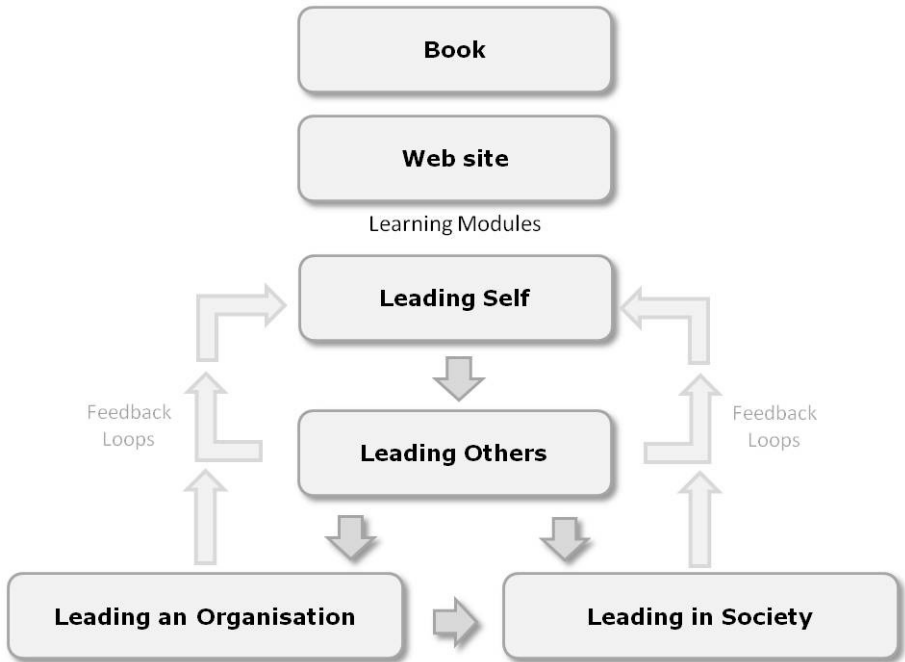 Book
Web site
Learning Modules
Leading Self
Feedback
Loops
Feedback
Loops
Leading Others
Leading an Organisation
Leading in Society